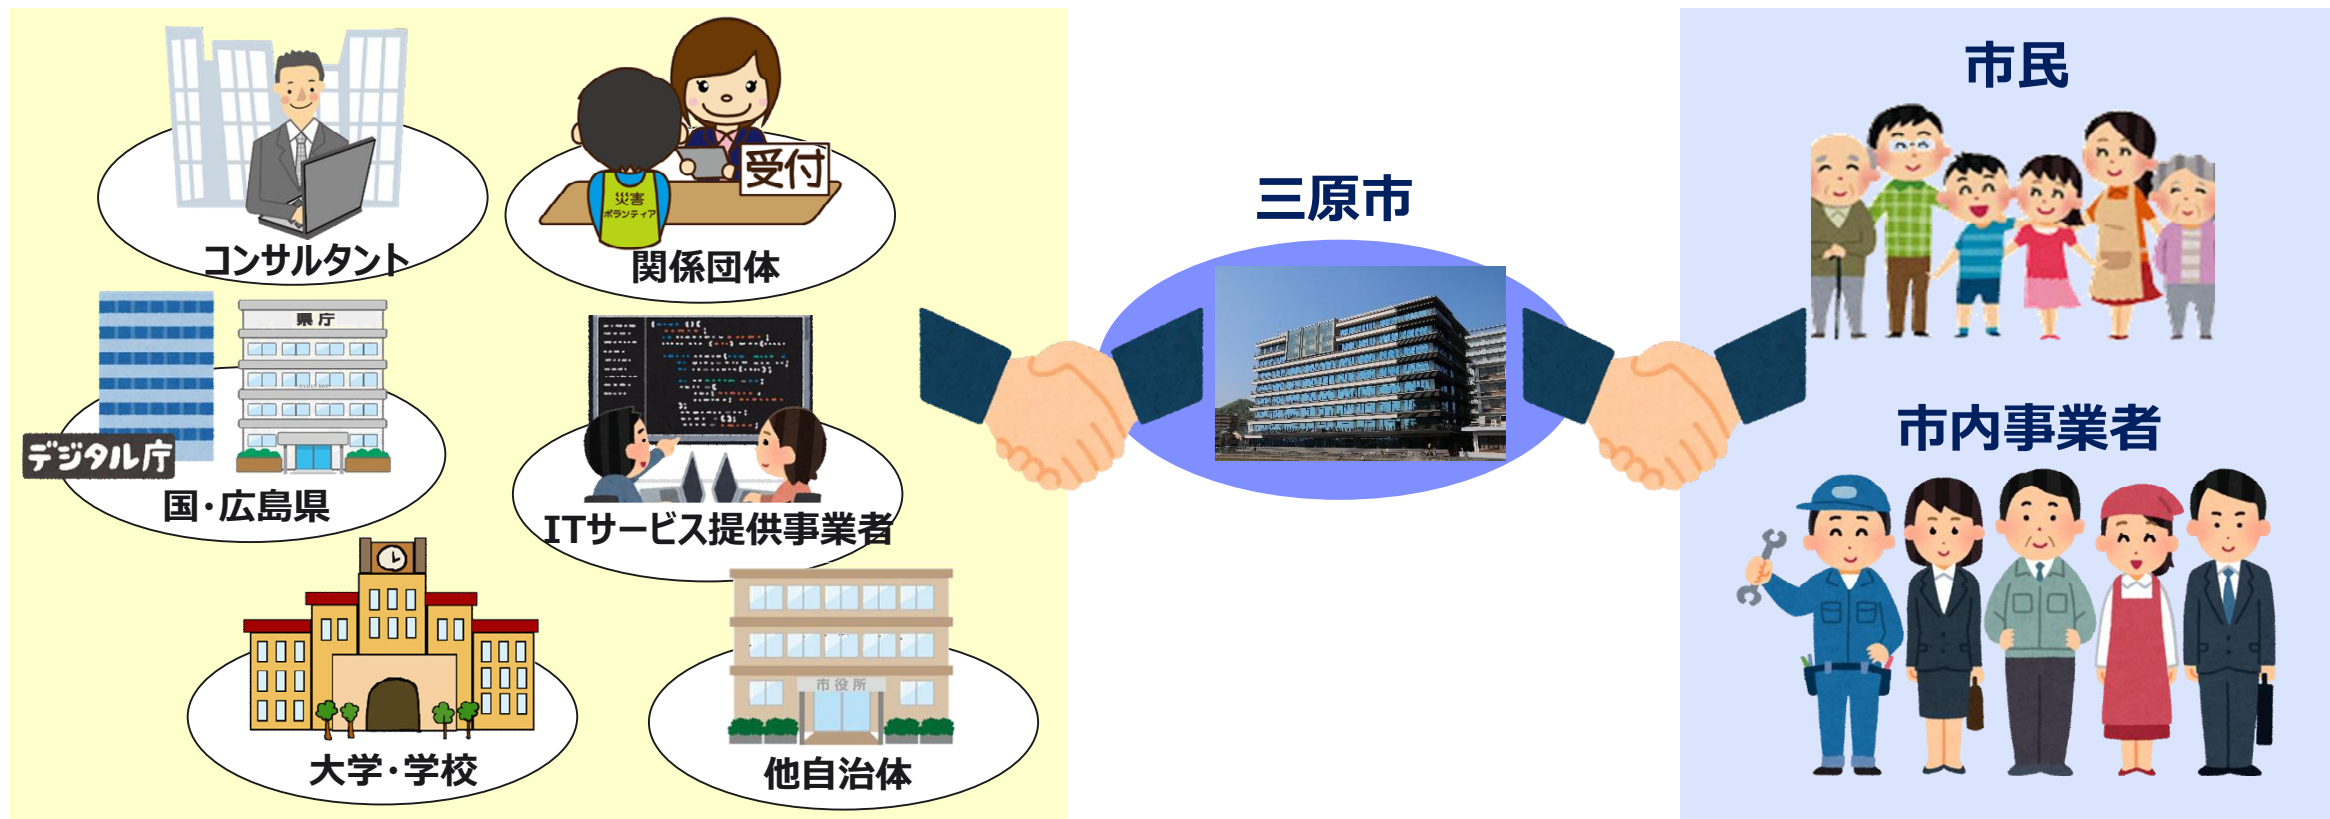 コンサルタント
受付
災害
ボランティア
関係団体
県庁
デジタル庁
国・広島県
ITサービス提供事業者
大学・学校
市役所
他自治体
三原市
市民
市内事業者